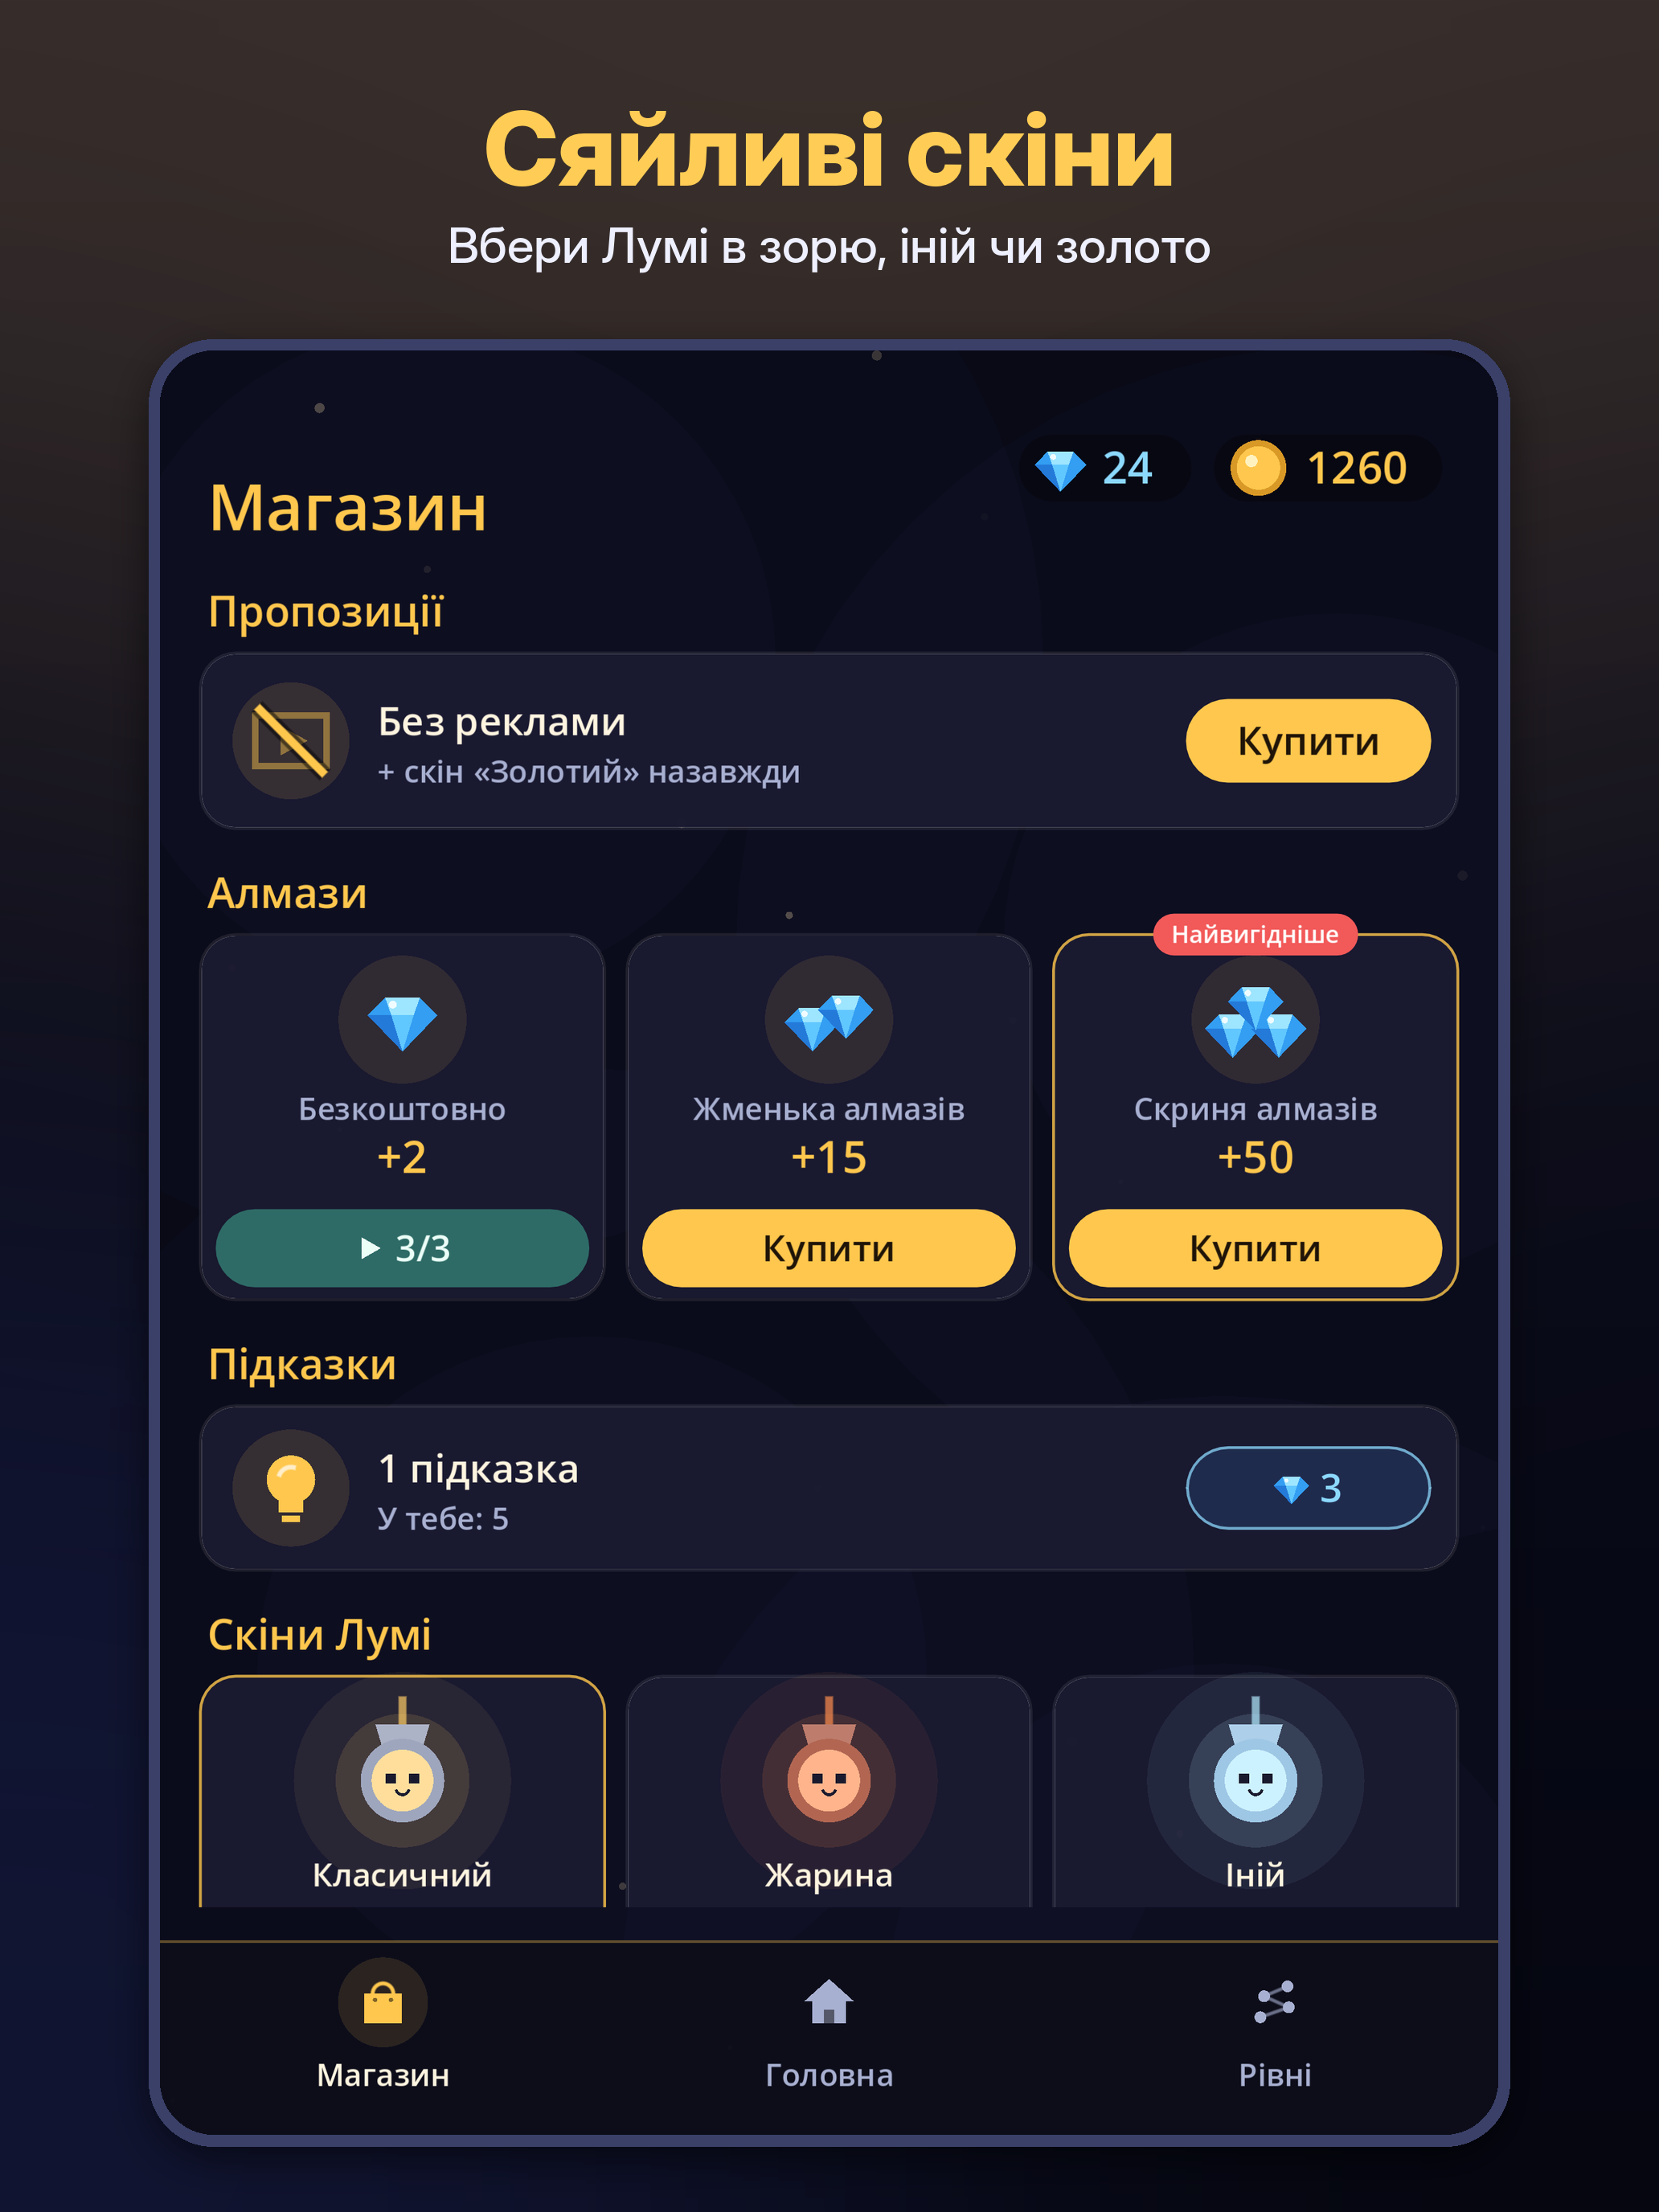 Сяйливі скіни
Вбери Лумі в зорю, іній чи золото
24
1260
Магазин
Пропозиції
Без реклами
+ скін «Золотий» назавжди
Купити
Алмази
Найвигідніше
Безкоштовно
+2
3/3
Жменька алмазів
+15
Купити
Скриня алмазів
+50
Купити
Підказки
1 підказка
У тебе: 5
3
Скіни Лумі
Класичний
Жарина
Іній
Магазин
Головна
Рівні